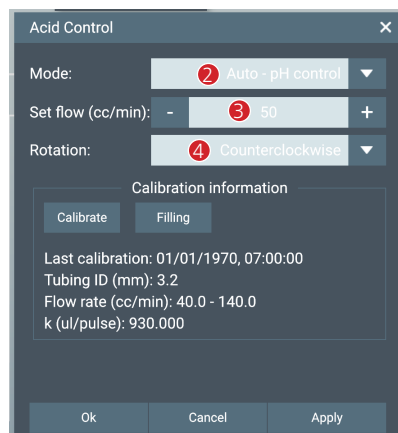 Acid Control ×
Mode: 2 Auto - pH control
Set flow (cc/min): - 3 50 +
Rotation: 4 Counterclockwise
Calibration information
Calibrate Filling
Last calibration: 01/01/1970, 07:00:00
Tubing ID (mm): 3.2
Flow rate (cc/min): 40.0 - 140.0
k (ul/pulse): 930.000
Ok Cancel Apply